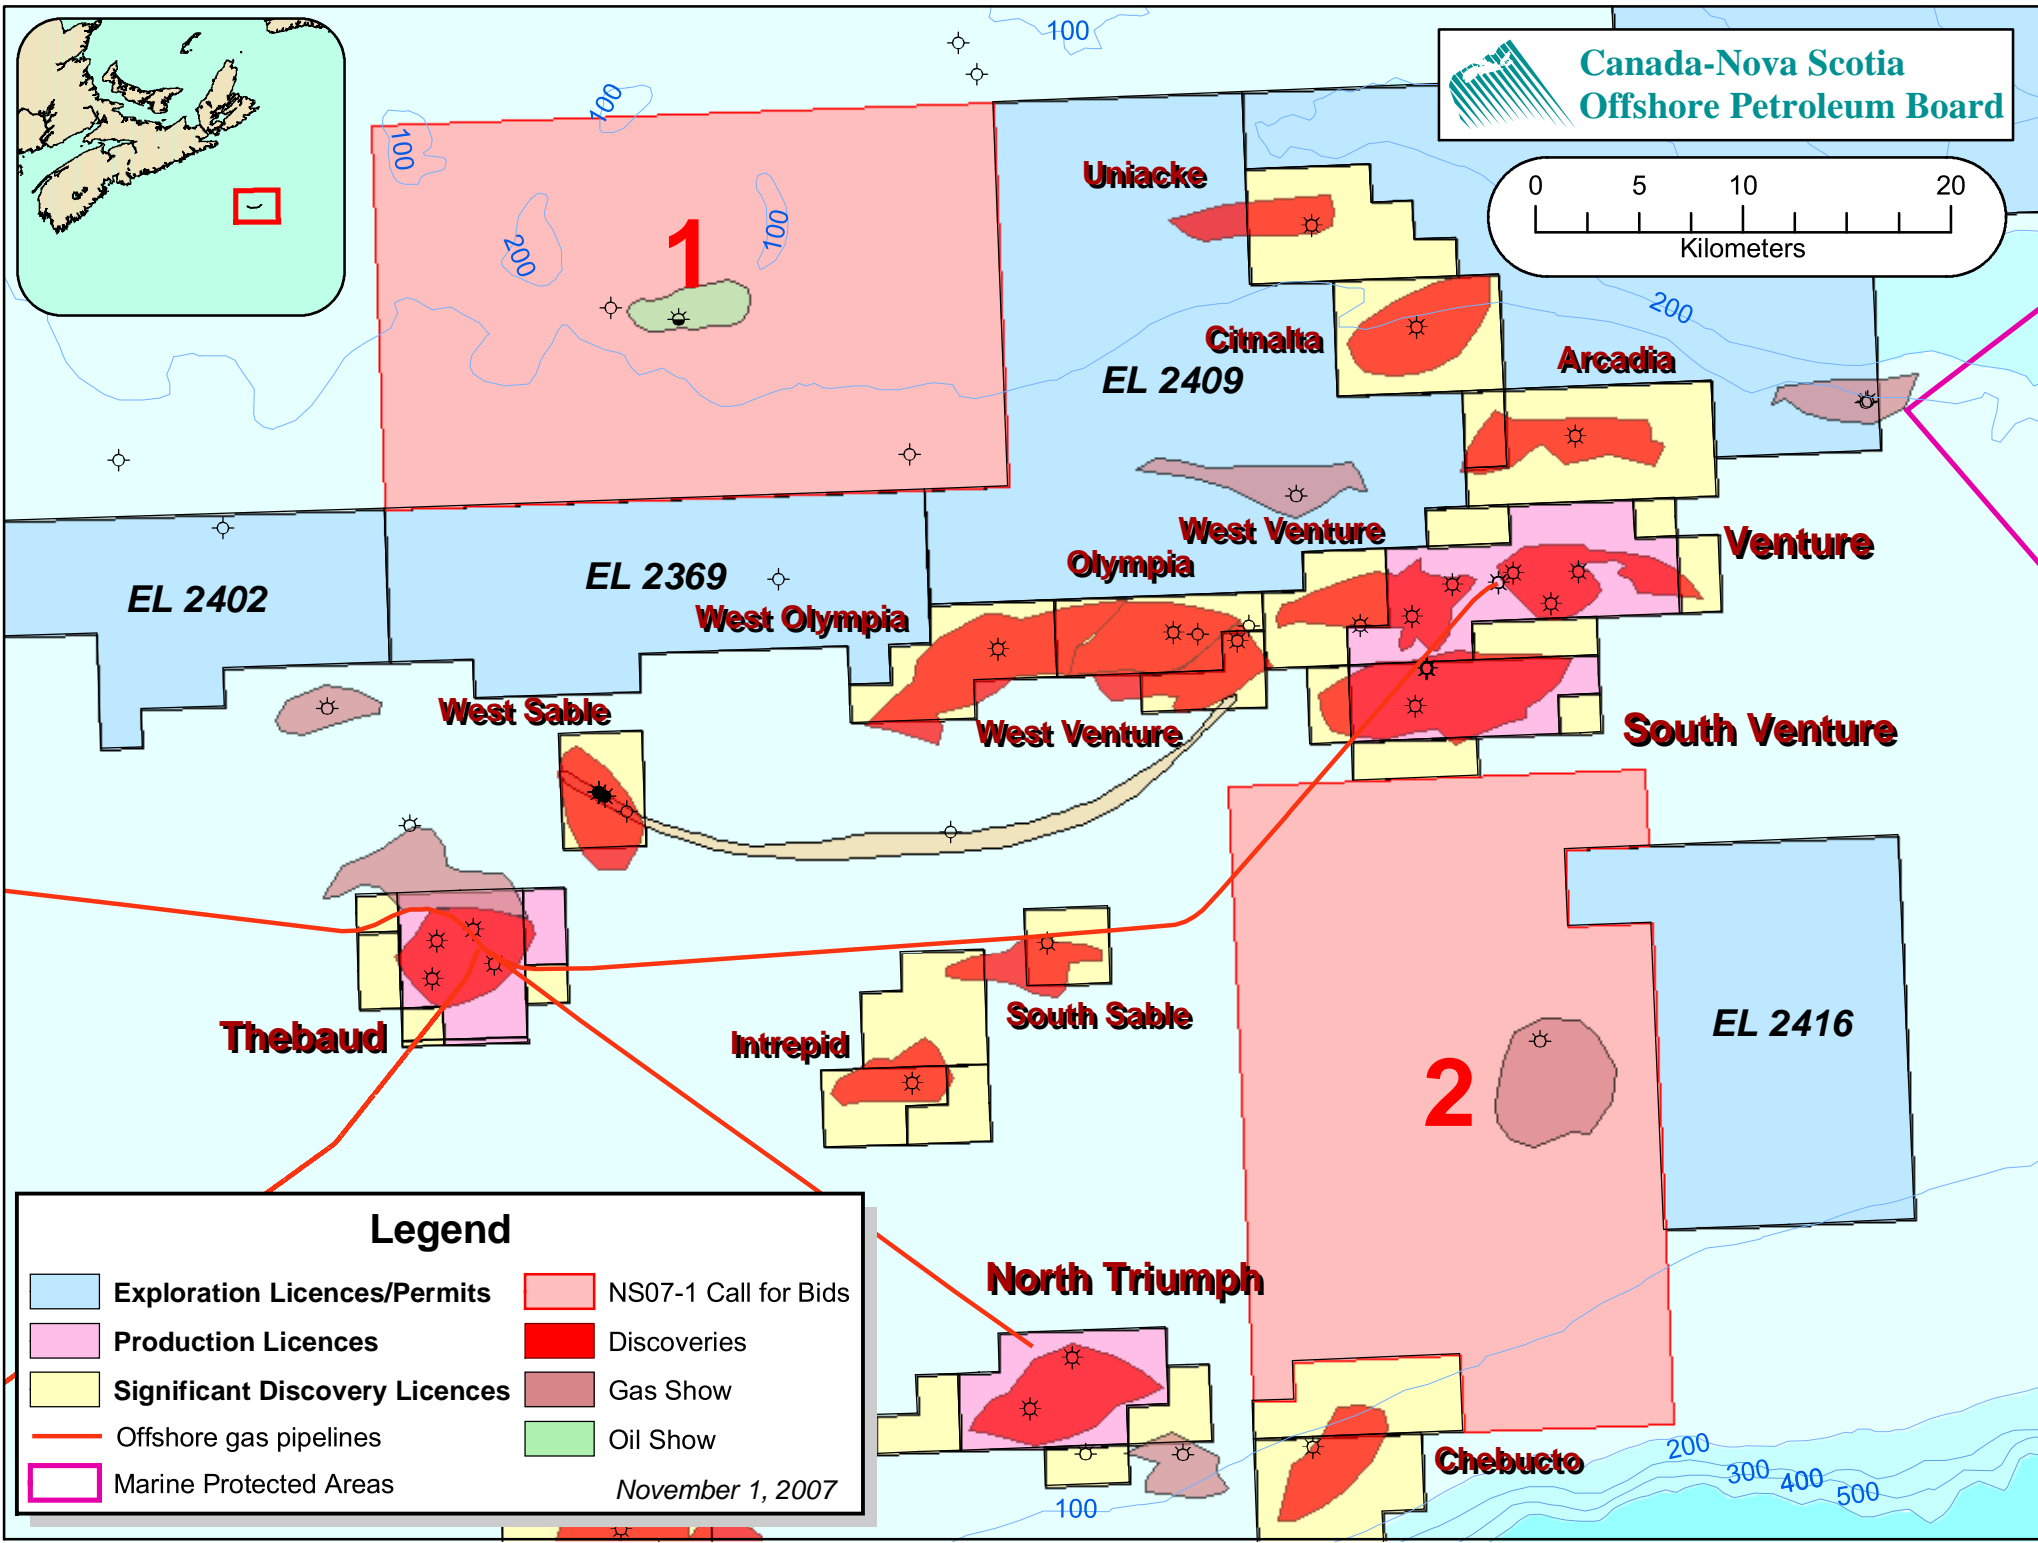 100
Canada-Nova Scotia
Offshore Petroleum Board
100
100
Uniacke
0 5 10 20
Kilometers
1
200
100
200
Citnalta
Arcadia
EL 2409
West Venture
Venture
Olympia
EL 2369
EL 2402
West Olympia
West Sable
West Venture
South Venture
EL 2416
South Sable
Thebaud
Intrepid
2
Legend
North Triumph
Exploration Licences/Permits
NS07-1 Call for Bids
Production Licences
Discoveries
Significant Discovery Licences
Gas Show
Offshore gas pipelines
Oil Show
Marine Protected Areas
November 1, 2007
Chebucto
200
300
400
500
100